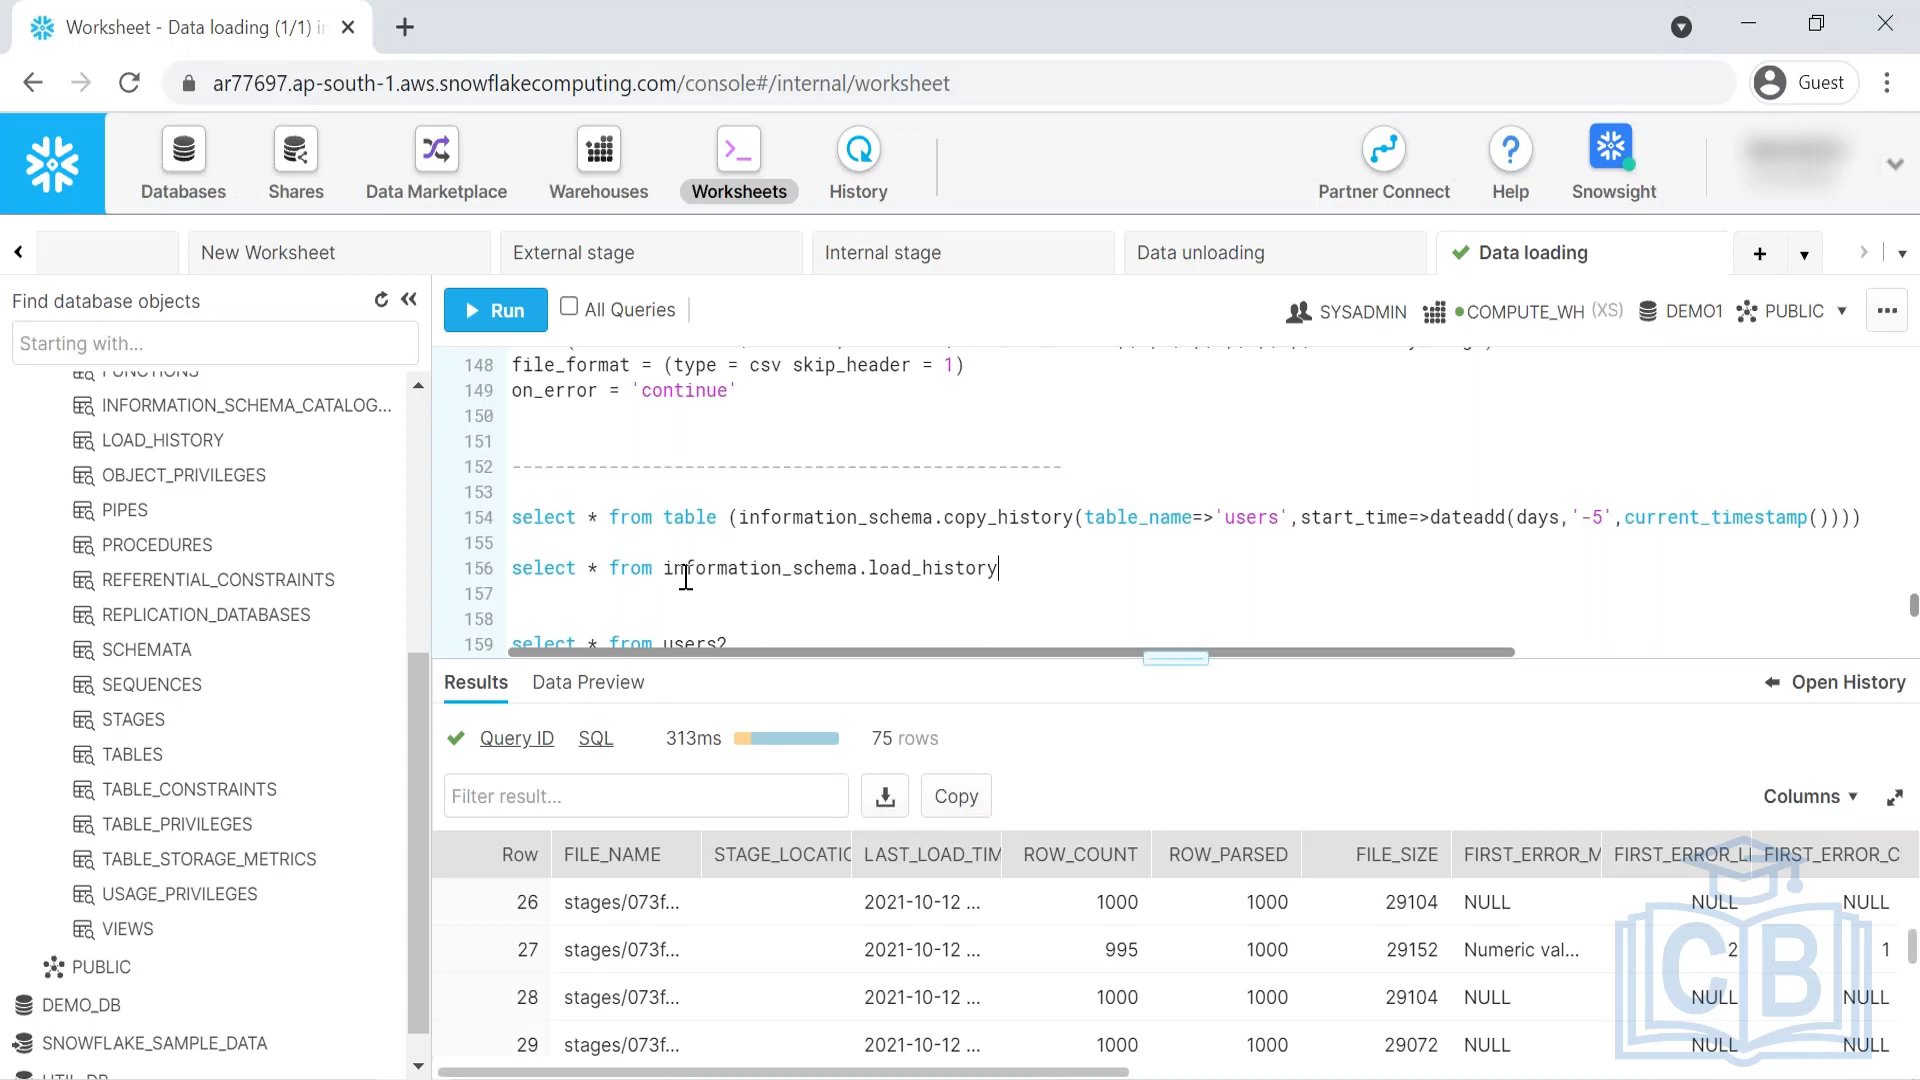 Worksheet - Data loading (1/1) i
ar77697.ap-south-1.aws.snowflakecomputing.com/console#/internal/worksheet
Guest
Databases
Shares
Data Marketplace
Warehouses
Worksheets
History
Partner Connect
Help
Snowsight
New Worksheet
External stage
Internal stage
Data unloading
Data loading
Find database objects
Starting with...
Run
All Queries
SYSADMIN
COMPUTE_WH (XS)
DEMO1
PUBLIC
FUNCTIONS
INFORMATION_SCHEMA_CATALOG...
LOAD_HISTORY
OBJECT_PRIVILEGES
PIPES
PROCEDURES
REFERENTIAL_CONSTRAINTS
REPLICATION_DATABASES
SCHEMATA
SEQUENCES
STAGES
TABLES
TABLE_CONSTRAINTS
TABLE_PRIVILEGES
TABLE_STORAGE_METRICS
USAGE_PRIVILEGES
VIEWS
PUBLIC
DEMO_DB
SNOWFLAKE_SAMPLE_DATA
UTIL_DB
148 file_format = (type = csv skip_header = 1)
149 on_error = 'continue'
150
151
152 ---------------------------------------------------
153
154 select * from table (information_schema.copy_history(table_name=>'users',start_time=>dateadd(days,'-5',current_timestamp())))
155
156 select * from information_schema.load_history
157
158
159 select * from users2
Results
Data Preview
Open History
Query ID
SQL
313ms
75 rows
Filter result...
Copy
Columns
Row FILE_NAME STAGE_LOCATIC LAST_LOAD_TIM ROW_COUNT ROW_PARSED FILE_SIZE FIRST_ERROR_M FIRST_ERROR_L FIRST_ERROR_C
26 stages/073f... 2021-10-12 ... 1000 1000 29104 NULL NULL NULL
27 stages/073f... 2021-10-12 ... 995 1000 29152 Numeric val... 2 1
28 stages/073f... 2021-10-12 ... 1000 1000 29104 NULL NULL NULL
29 stages/073f... 2021-10-12 ... 1000 1000 29072 NULL NULL NULL
CB